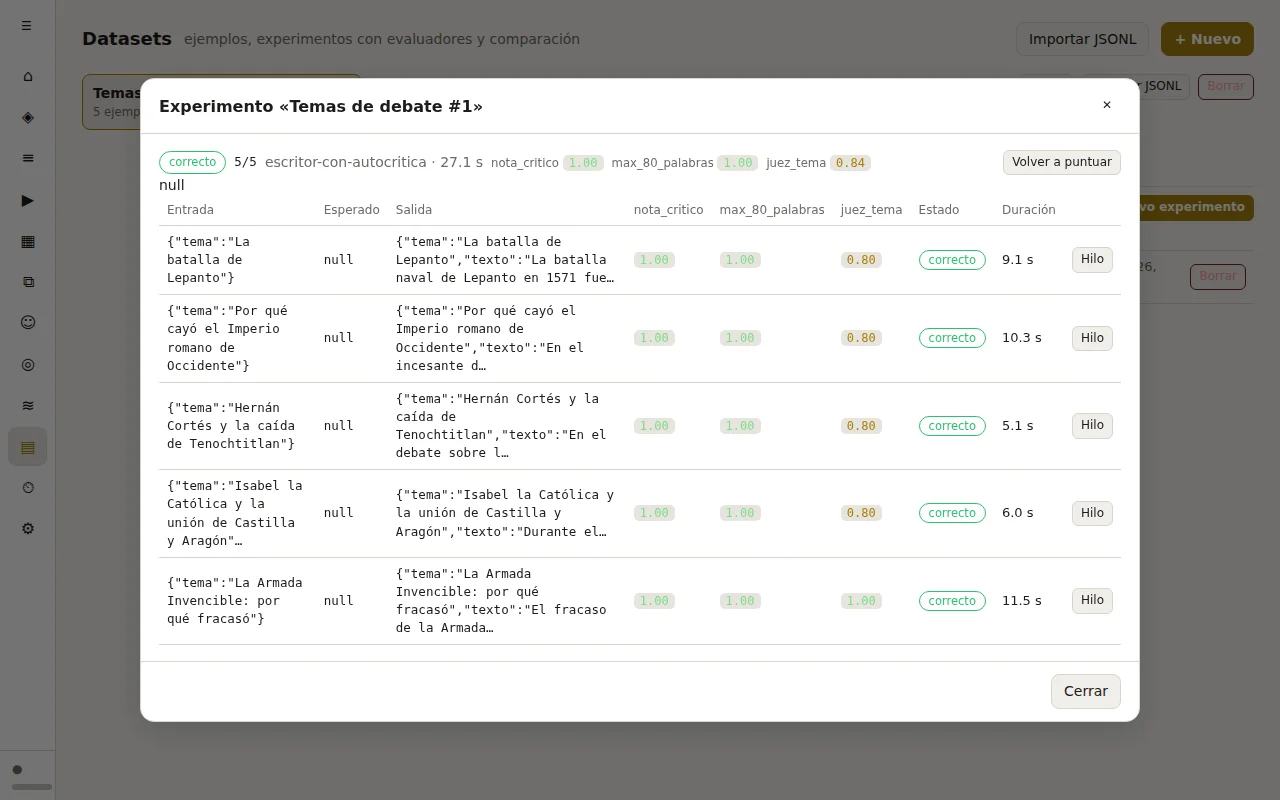 Datasets ejemplos, experimentos con evaluadores y comparación Importar JSONL + Nuevo
Temas
5 ejemp
JSONL Borrar
Experimento «Temas de debate #1» ×
correcto 5/5 escritor-con-autocritica · 27.1 s nota_critico 1.00 max_80_palabras 1.00 juez_tema 0.84 Volver a puntuar
null
Entrada Esperado Salida nota_critico max_80_palabras juez_tema Estado Duración
vo experimento
{"tema":"La
batalla de
Lepanto"}
null
{"tema":"La batalla de
Lepanto","texto":"La batalla
naval de Lepanto en 1571 fue…
1.00 1.00 0.80 correcto 9.1 s Hilo
26,
Borrar
{"tema":"Por qué
cayó el Imperio
romano de
Occidente"}
null
{"tema":"Por qué cayó el
Imperio romano de
Occidente","texto":"En el
incesante d…
1.00 1.00 0.80 correcto 10.3 s Hilo
{"tema":"Hernán
Cortés y la caída
de Tenochtitlan"}
null
{"tema":"Hernán Cortés y la
caída de
Tenochtitlan","texto":"En el
debate sobre l…
1.00 1.00 0.80 correcto 5.1 s Hilo
{"tema":"Isabel la
Católica y la
unión de Castilla
y Aragón"…
null
{"tema":"Isabel la Católica y
la unión de Castilla y
Aragón","texto":"Durante el…
1.00 1.00 0.80 correcto 6.0 s Hilo
{"tema":"La Armada
Invencible: por
qué fracasó"}
null
{"tema":"La Armada
Invencible: por qué
fracasó","texto":"El fracaso
de la Armada…
1.00 1.00 1.00 correcto 11.5 s Hilo
Cerrar